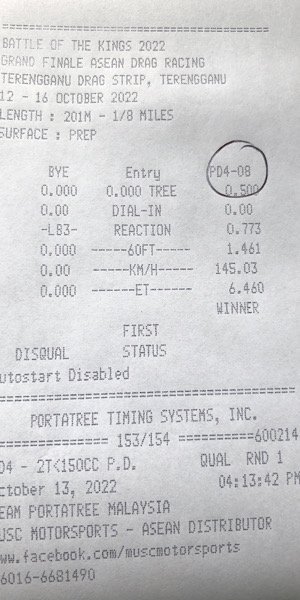 BATTLE OF THE KINGS 2022
GRAND FINALE ASEAN DRAG RACING
TERENGGANU DRAG STRIP, TERENGGANU
12 - 16 OCTOBER 2022
LENGTH : 201M - 1/8 MILES
SURFACE : PREP
BYE Entry PD4-08
0.000 0.000 TREE 0.500
0.00 DIAL-IN 0.00
-LB3- REACTION 0.773
0.000 -----60FT----- 1.461
0.00 -----KM/H----- 145.03
0.000 ------ET------ 6.460
WINNER
FIRST
DISQUAL STATUS
utostart Disabled
PORTATREE TIMING SYSTEMS, INC.
============== 153/154 ==========600214
D4 - 2T<150CC P.D. QUAL RND 1
ctober 13, 2022 04:13:42 PM
EAM PORTATREE MALAYSIA
USC MOTORSPORTS - ASEAN DISTRIBUTOR
ww.facebook.com/muscmotorsports
6016-6681490